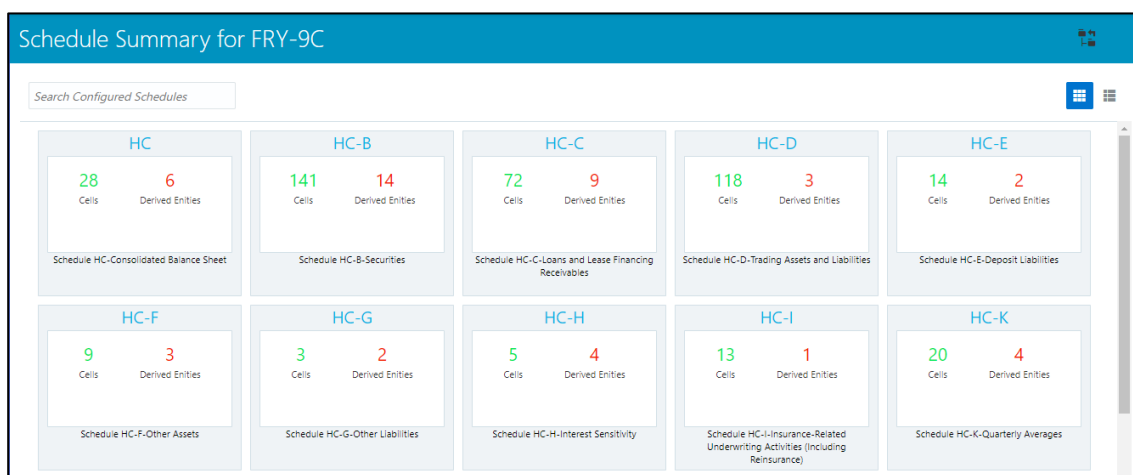 Schedule Summary for FRY-9C
Search Configured Schedules
HC
28 6
Cells Derived Enities
Schedule HC-Consolidated Balance Sheet
HC-B
141 14
Cells Derived Enities
Schedule HC-B-Securities
HC-C
72 9
Cells Derived Enities
Schedule HC-C-Loans and Lease Financing
Receivables
HC-D
118 3
Cells Derived Enities
Schedule HC-D-Trading Assets and Liabilities
HC-E
14 2
Cells Derived Enities
Schedule HC-E-Deposit Liabilities
HC-F
9 3
Cells Derived Enities
Schedule HC-F-Other Assets
HC-G
3 2
Cells Derived Enities
Schedule HC-G-Other Liabilities
HC-H
5 4
Cells Derived Enities
Schedule HC-H-Interest Sensitivity
HC-I
13 1
Cells Derived Enities
Schedule HC-I-Insurance-Related
Underwriting Activities (Including
Reinsurance)
HC-K
20 4
Cells Derived Enities
Schedule HC-K-Quarterly Averages